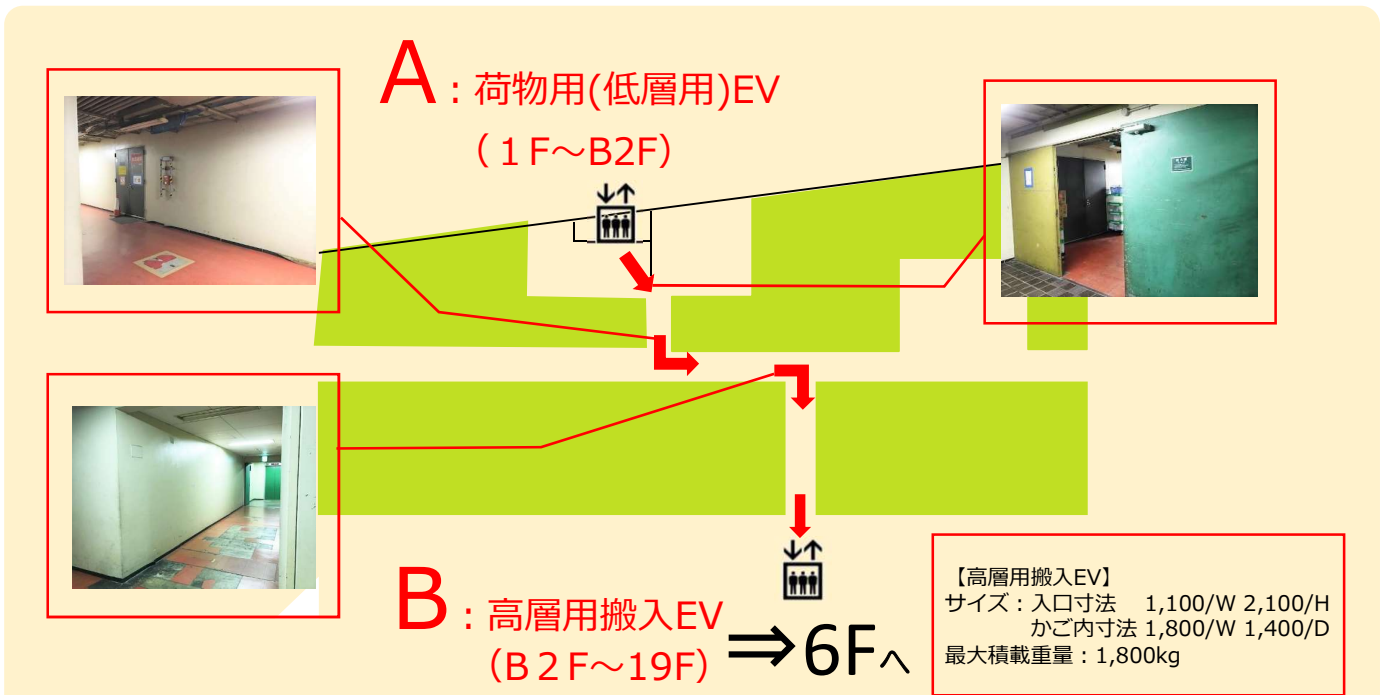 A：荷物用(低層用)EV
（１F～B2F）
B：高層用搬入EV
（B２F～19F）
⇒6Fへ
【高層用搬入EV】
サイズ：入口寸法　1,100/W 2,100/H
かご内寸法 1,800/W 1,400/D
最大積載重量：1,800kg